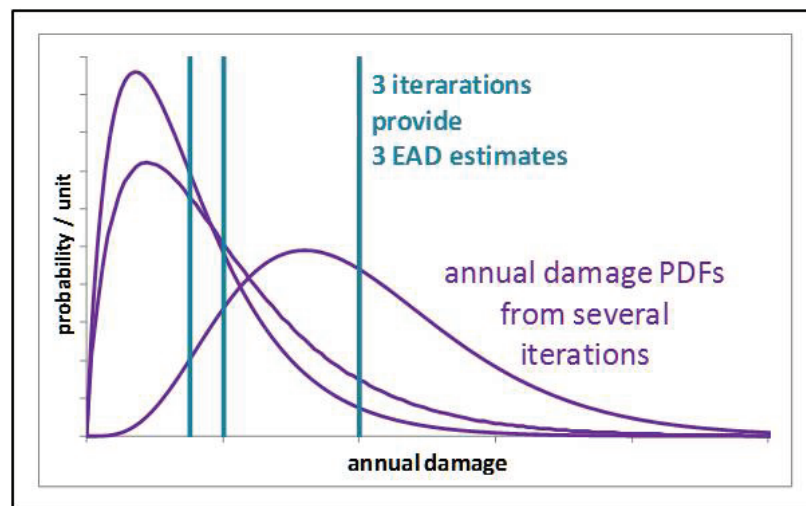 3 iterarations
provide
3 EAD estimates
annual damage PDFs
from several
iterations
probability / unit
annual damage